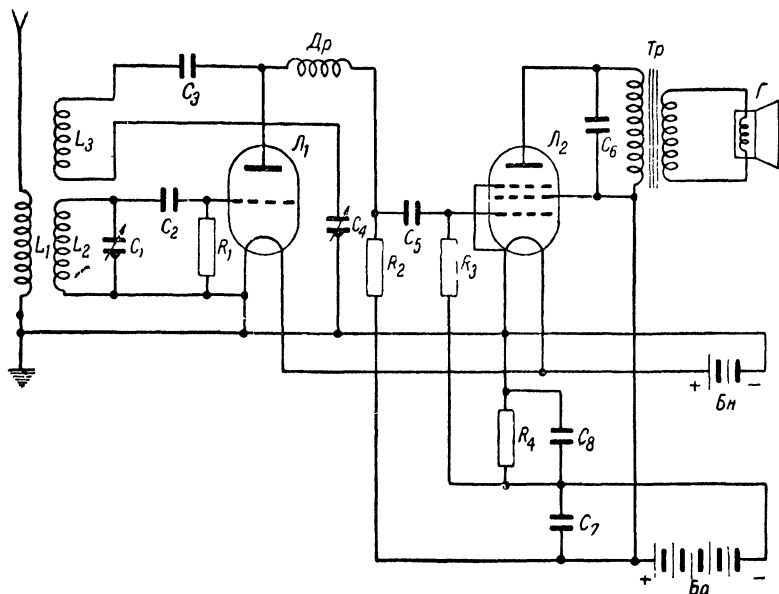 Др
Тр
Г
C₃
Л₁
Л₂
C₆
L₃
C₂
C₄
L₁
L₂
C₁
R₁
R₂
C₅
R₃
+ Бн −
R₄
C₈
C₇
+ Ба −